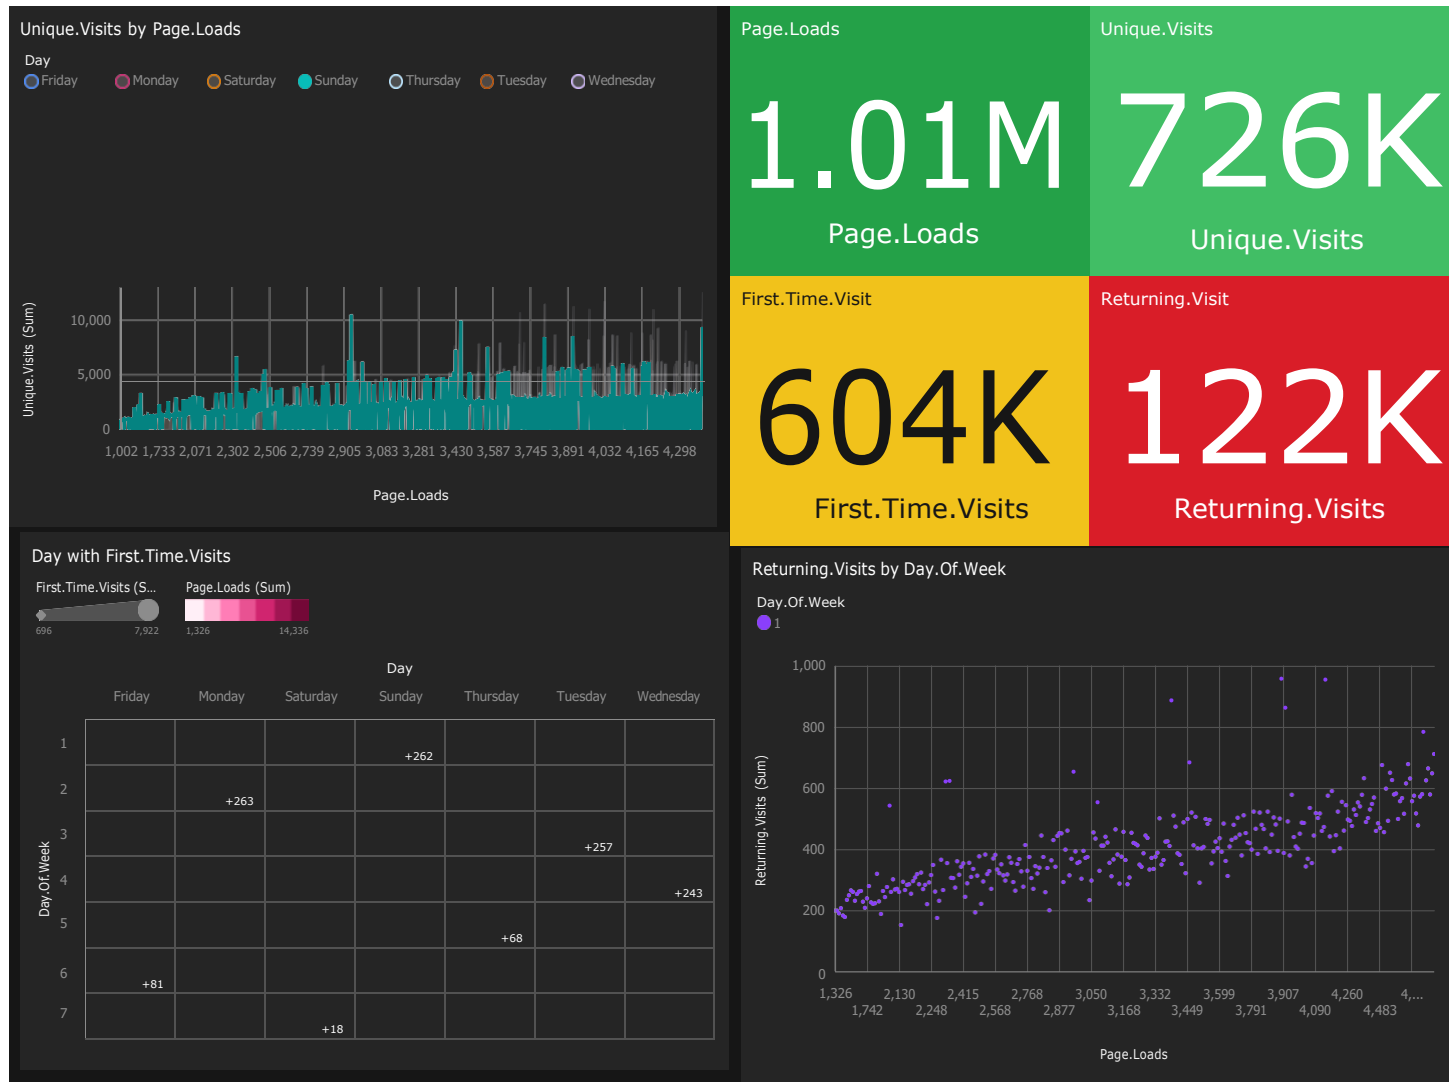 Unique.Visits by Page.Loads
Day
Friday Monday Saturday Sunday Thursday Tuesday Wednesday
Unique.Visits (Sum)
10,000
5,000
0
1,002 1,733 2,071 2,302 2,506 2,739 2,905 3,083 3,281 3,430 3,587 3,745 3,891 4,032 4,165 4,298
Page.Loads
Page.Loads
1.01M
Page.Loads
Unique.Visits
726K
Unique.Visits
First.Time.Visit
604K
First.Time.Visits
Returning.Visit
122K
Returning.Visits
Day with First.Time.Visits
First.Time.Visits (S... Page.Loads (Sum)
696 7,922 1,326 14,336
Day
Friday Monday Saturday Sunday Thursday Tuesday Wednesday
Day.Of.Week
1
+262
2
+263
3
+257
4
+243
5
+68
6
+81
7
+18
Returning.Visits by Day.Of.Week
Day.Of.Week
1
Returning.Visits (Sum)
1,000
800
600
400
200
0
1,326 2,130 2,415 2,768 3,050 3,332 3,599 3,907 4,260 4,...
1,742 2,248 2,568 2,877 3,168 3,449 3,791 4,090 4,483
Page.Loads